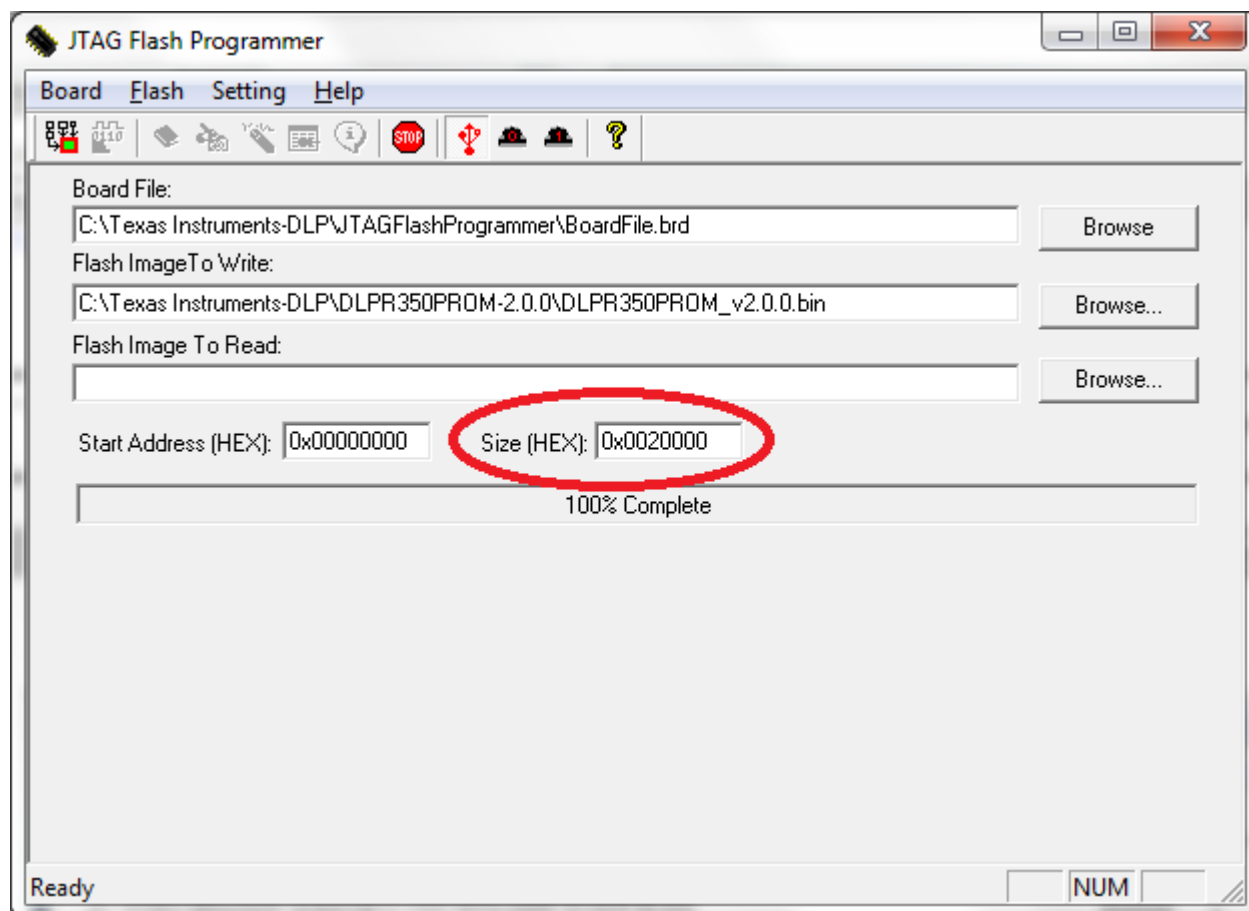 JTAG Flash Programmer
Board Flash Setting Help
STOP
Board File:
C:\Texas Instruments-DLP\JTAGFlashProgrammer\BoardFile.brd
Browse
Flash ImageTo Write:
C:\Texas Instruments-DLP\DLPR350PROM-2.0.0\DLPR350PROM_v2.0.0.bin
Browse...
Flash Image To Read:
Browse...
Start Address (HEX): 0x00000000 Size (HEX): 0x0020000
100% Complete
Ready NUM